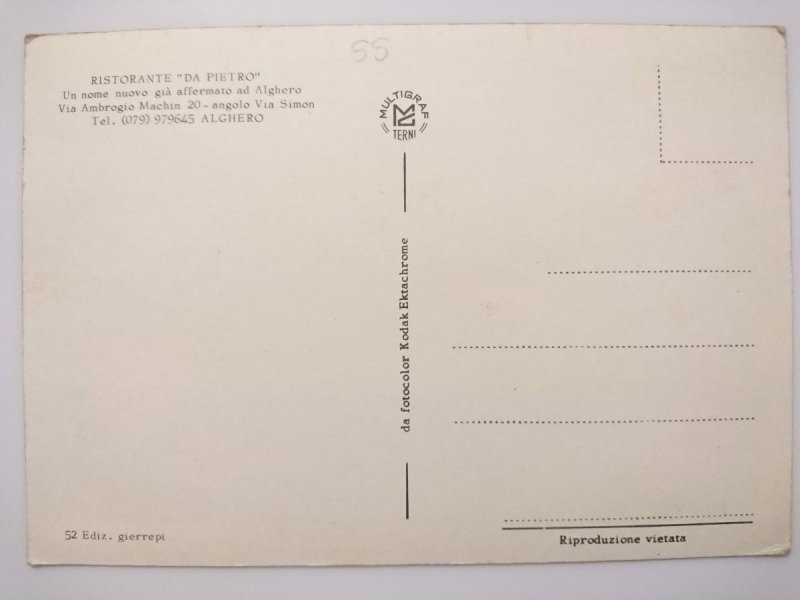 RISTORANTE "DA PIETRO"
Un nome nuovo già affermato ad Alghero
Via Ambrogio Machin 20 - angolo Via Simon
Tel. (079) 979645 ALGHERO
55
MULTIGRAF
TERNI
da fotocolor Kodak Ektachrome
52 Ediz. gierrepi
Riproduzione vietata